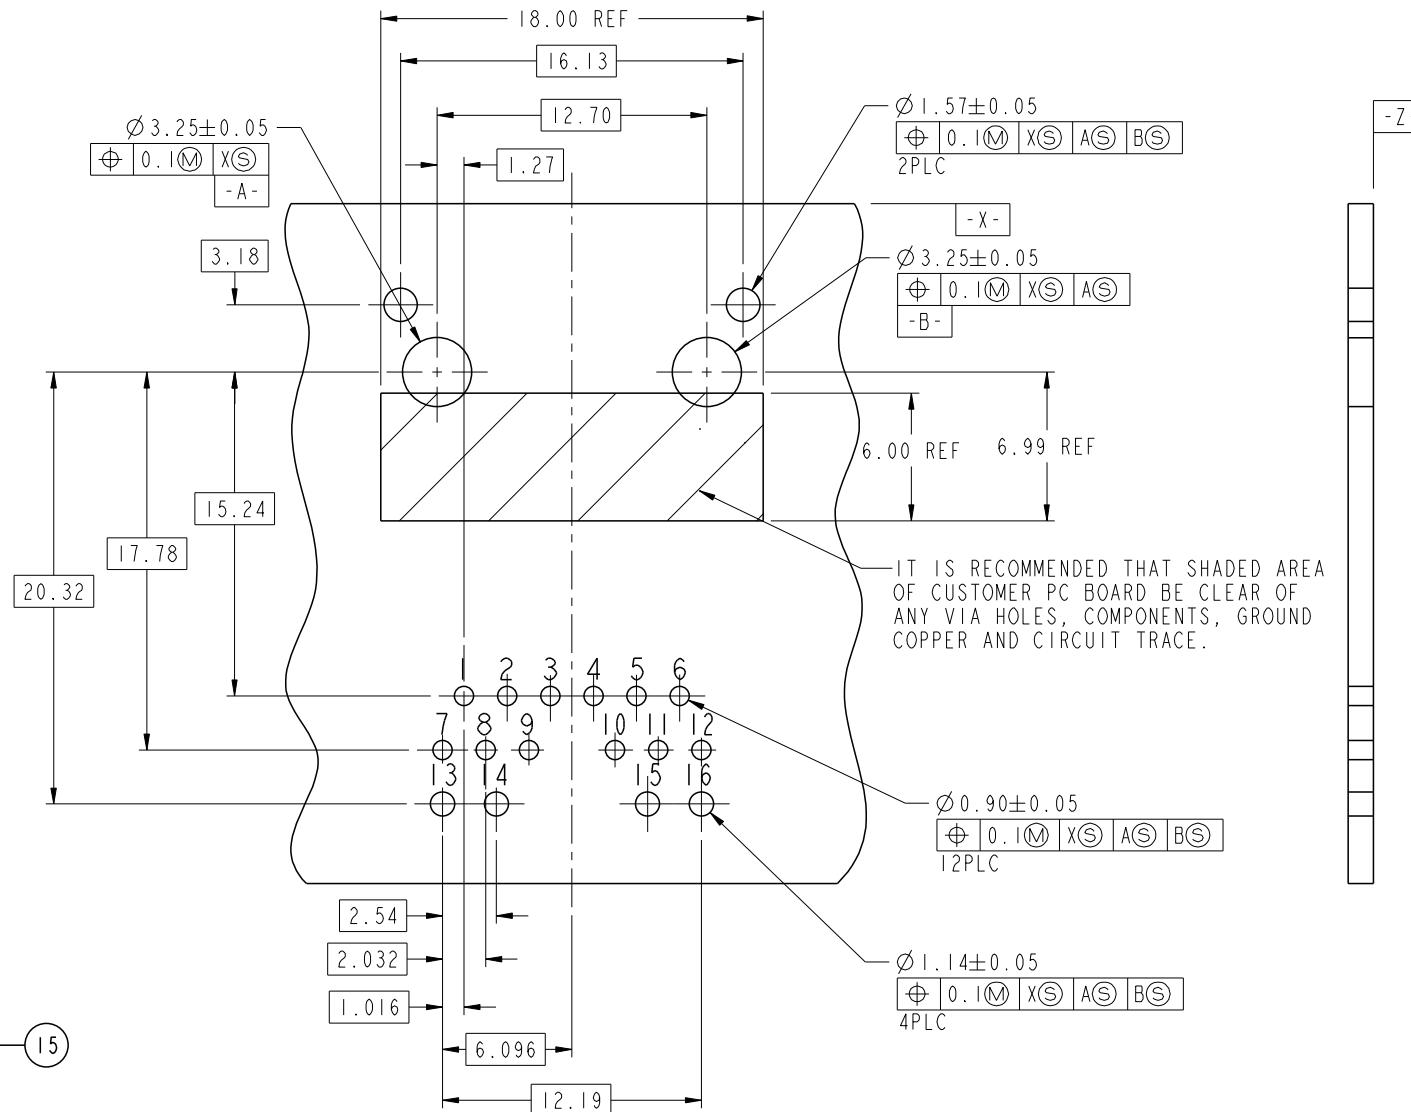 18.00 REF
16.13
12.70
1.27
Ø3.25±0.05
⌖ 0.1Ⓜ XⓈ
-A-
Ø1.57±0.05
⌖ 0.1Ⓜ XⓈ AⓈ BⓈ
2PLC
-Z
-X-
3.18
Ø3.25±0.05
⌖ 0.1Ⓜ XⓈ AⓈ
-B-
6.00 REF
6.99 REF
15.24
17.78
20.32
IT IS RECOMMENDED THAT SHADED AREA
OF CUSTOMER PC BOARD BE CLEAR OF
ANY VIA HOLES, COMPONENTS, GROUND
COPPER AND CIRCUIT TRACE.
1 2 3 4 5 6
7 8 9 10 11 12
13 14 15 16
Ø0.90±0.05
⌖ 0.1Ⓜ XⓈ AⓈ BⓈ
12PLC
2.54
2.032
1.016
6.096
12.19
Ø1.14±0.05
⌖ 0.1Ⓜ XⓈ AⓈ BⓈ
4PLC
15